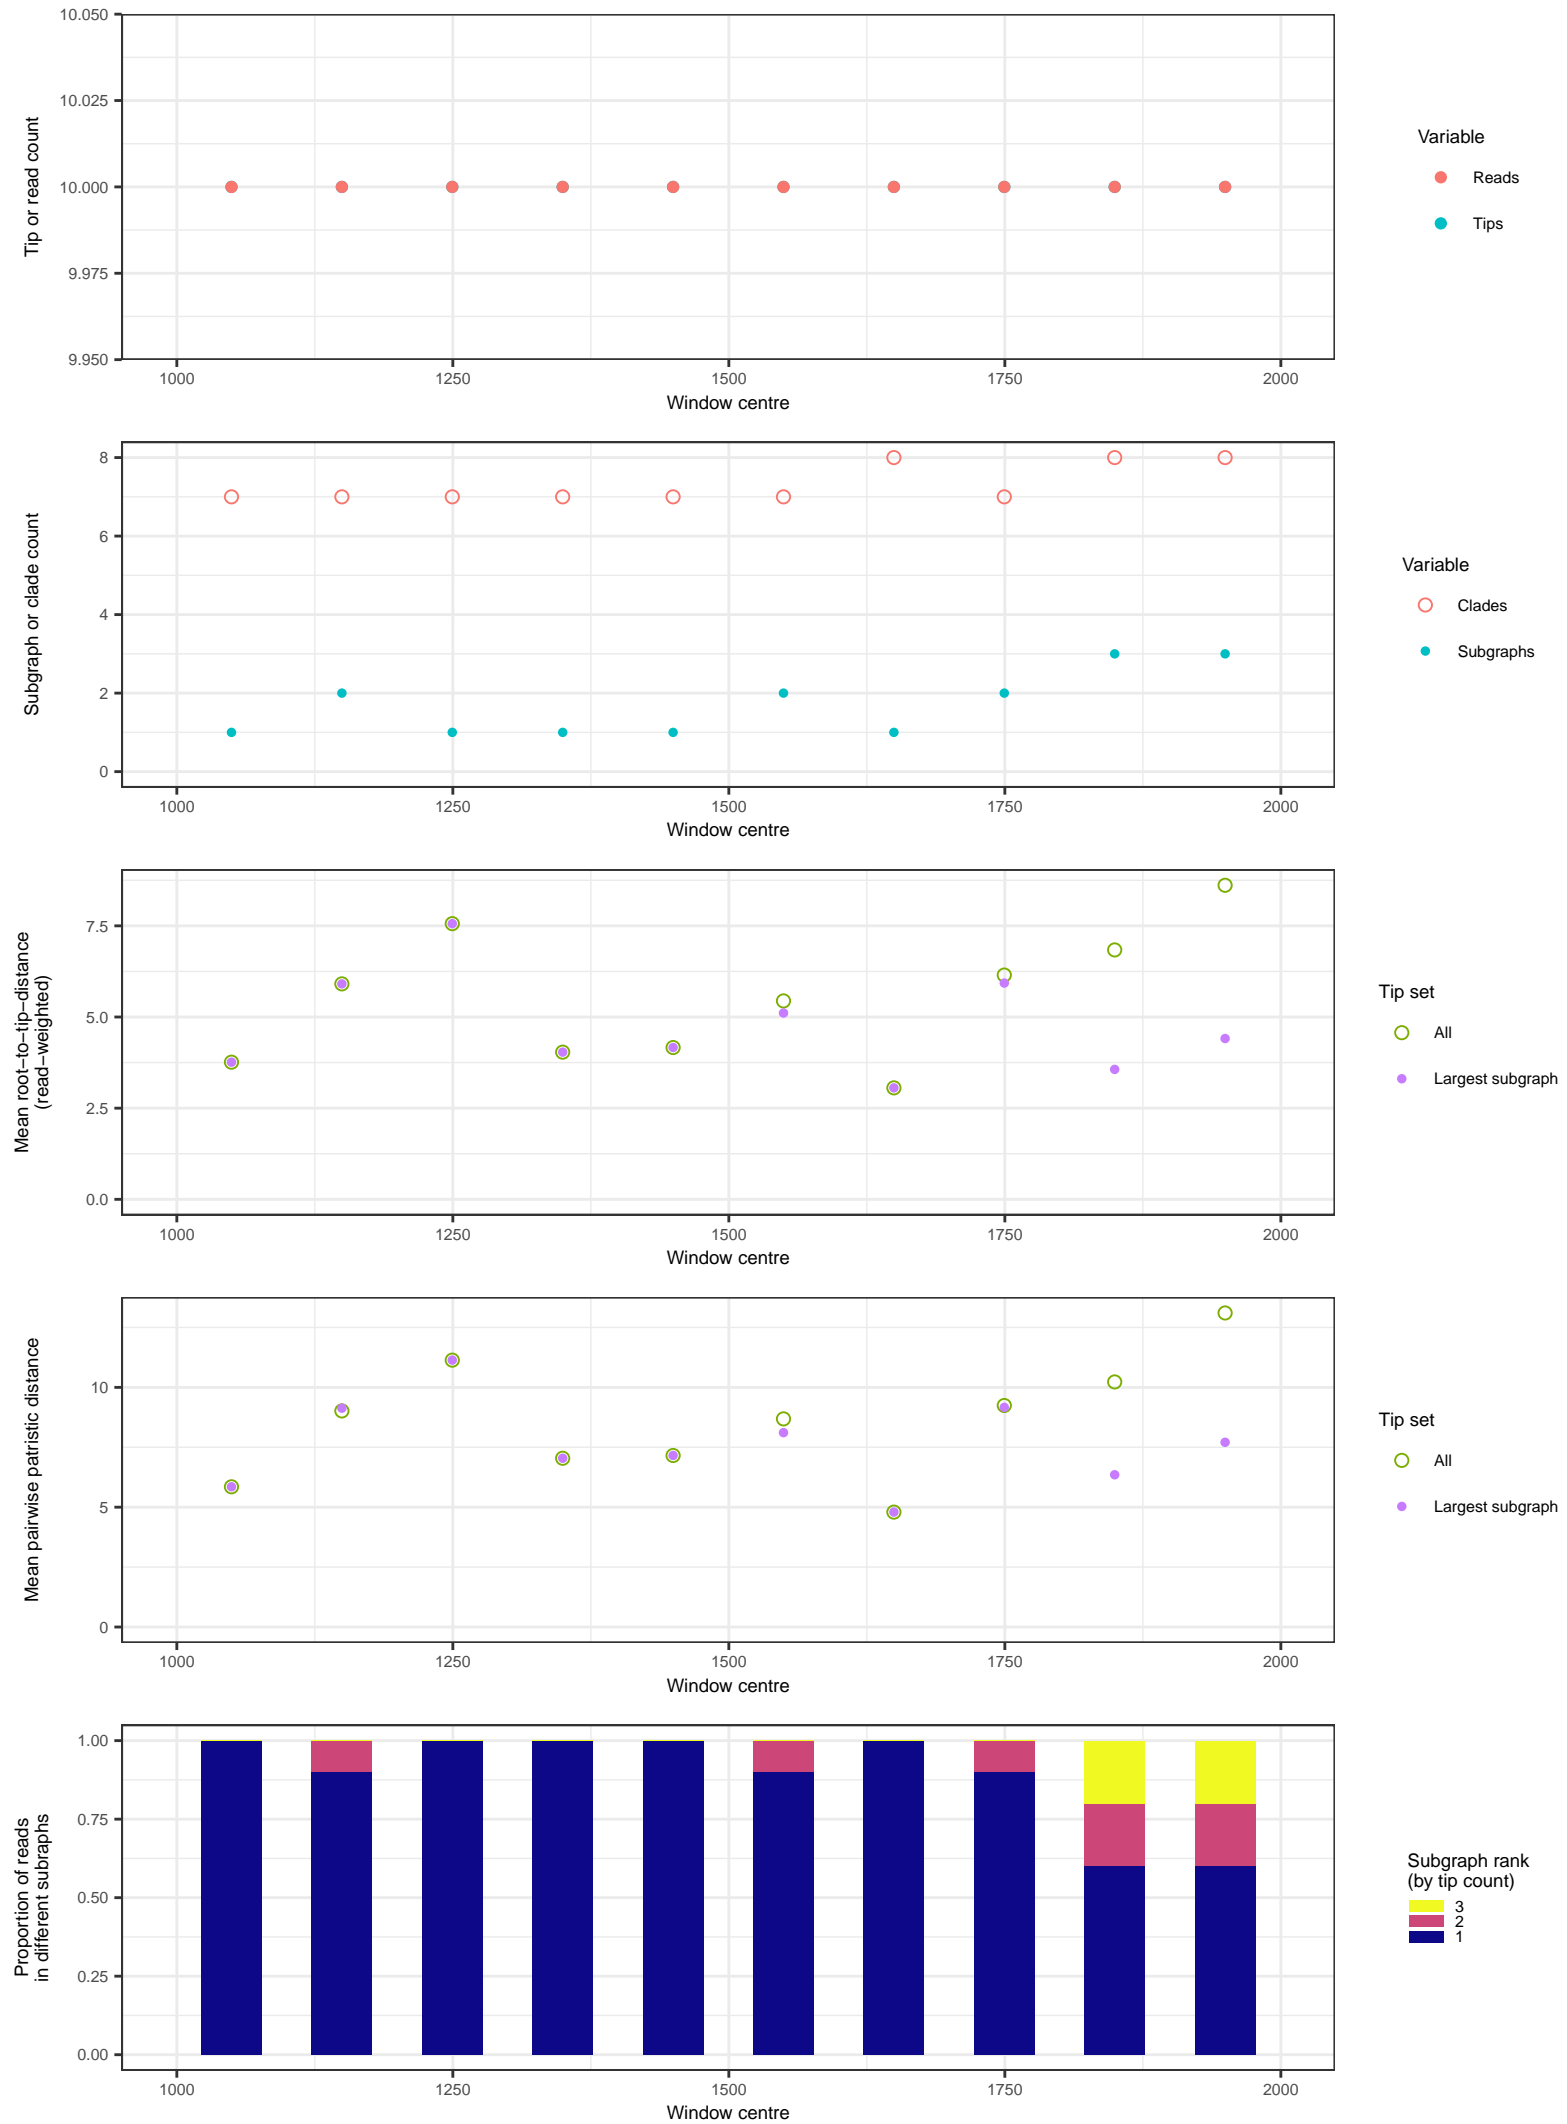 10.050
10.025
10.000
9.975
9.950
Tip or read count
1000 1250 1500 1750 2000
Window centre
Variable
Reads
Tips
8
6
4
2
0
Subgraph or clade count
1000 1250 1500 1750 2000
Window centre
Variable
Clades
Subgraphs
7.5
5.0
2.5
0.0
Mean root−to−tip−distance
(read−weighted)
1000 1250 1500 1750 2000
Window centre
Tip set
All
Largest subgraph
10
5
0
Mean pairwise patristic distance
1000 1250 1500 1750 2000
Window centre
Tip set
All
Largest subgraph
1.00
0.75
0.50
0.25
0.00
Proportion of reads
in different subraphs
1000 1250 1500 1750 2000
Window centre
Subgraph rank
(by tip count)
3
2
1